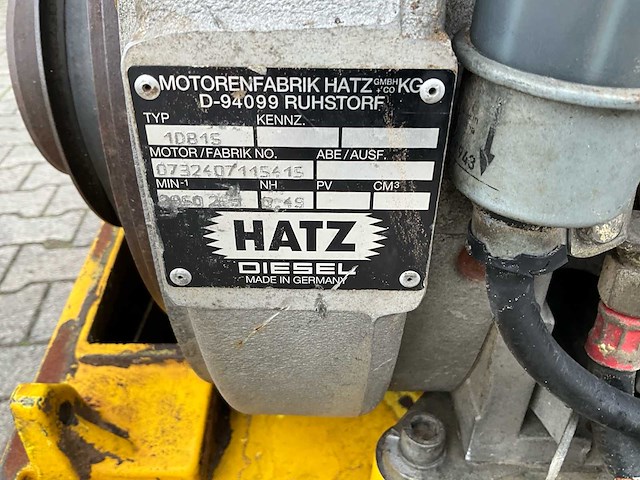 MOTORENFABRIK HATZ GMBH +CO KG
D-94099 RUHSTORF
TYP KENNZ.
1D81S
MOTOR/FABRIK NO. ABE/AUSF.
0732407115415
MIN-¹ NH PV CM³
HATZ
DIESEL
MADE IN GERMANY